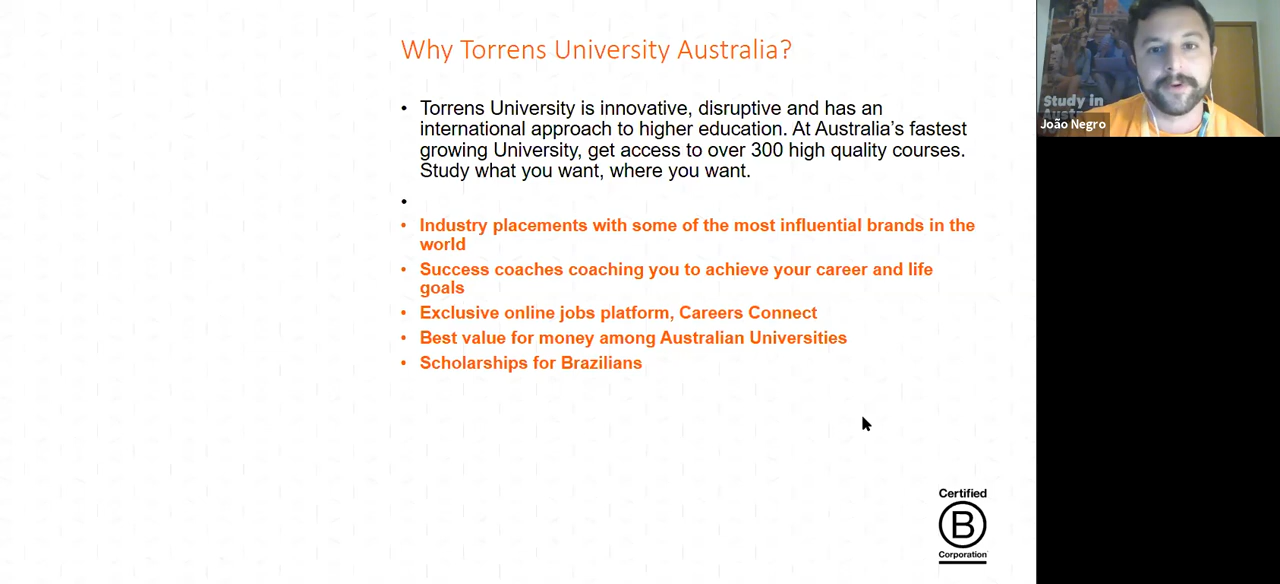 Why Torrens University Australia?
• Torrens University is innovative, disruptive and has an
international approach to higher education. At Australia’s fastest
growing University, get access to over 300 high quality courses.
Study what you want, where you want.
•
• Industry placements with some of the most influential brands in the
world
• Success coaches coaching you to achieve your career and life
goals
• Exclusive online jobs platform, Careers Connect
• Best value for money among Australian Universities
• Scholarships for Brazilians
Certified
B
Corporation
Study in
João Negro